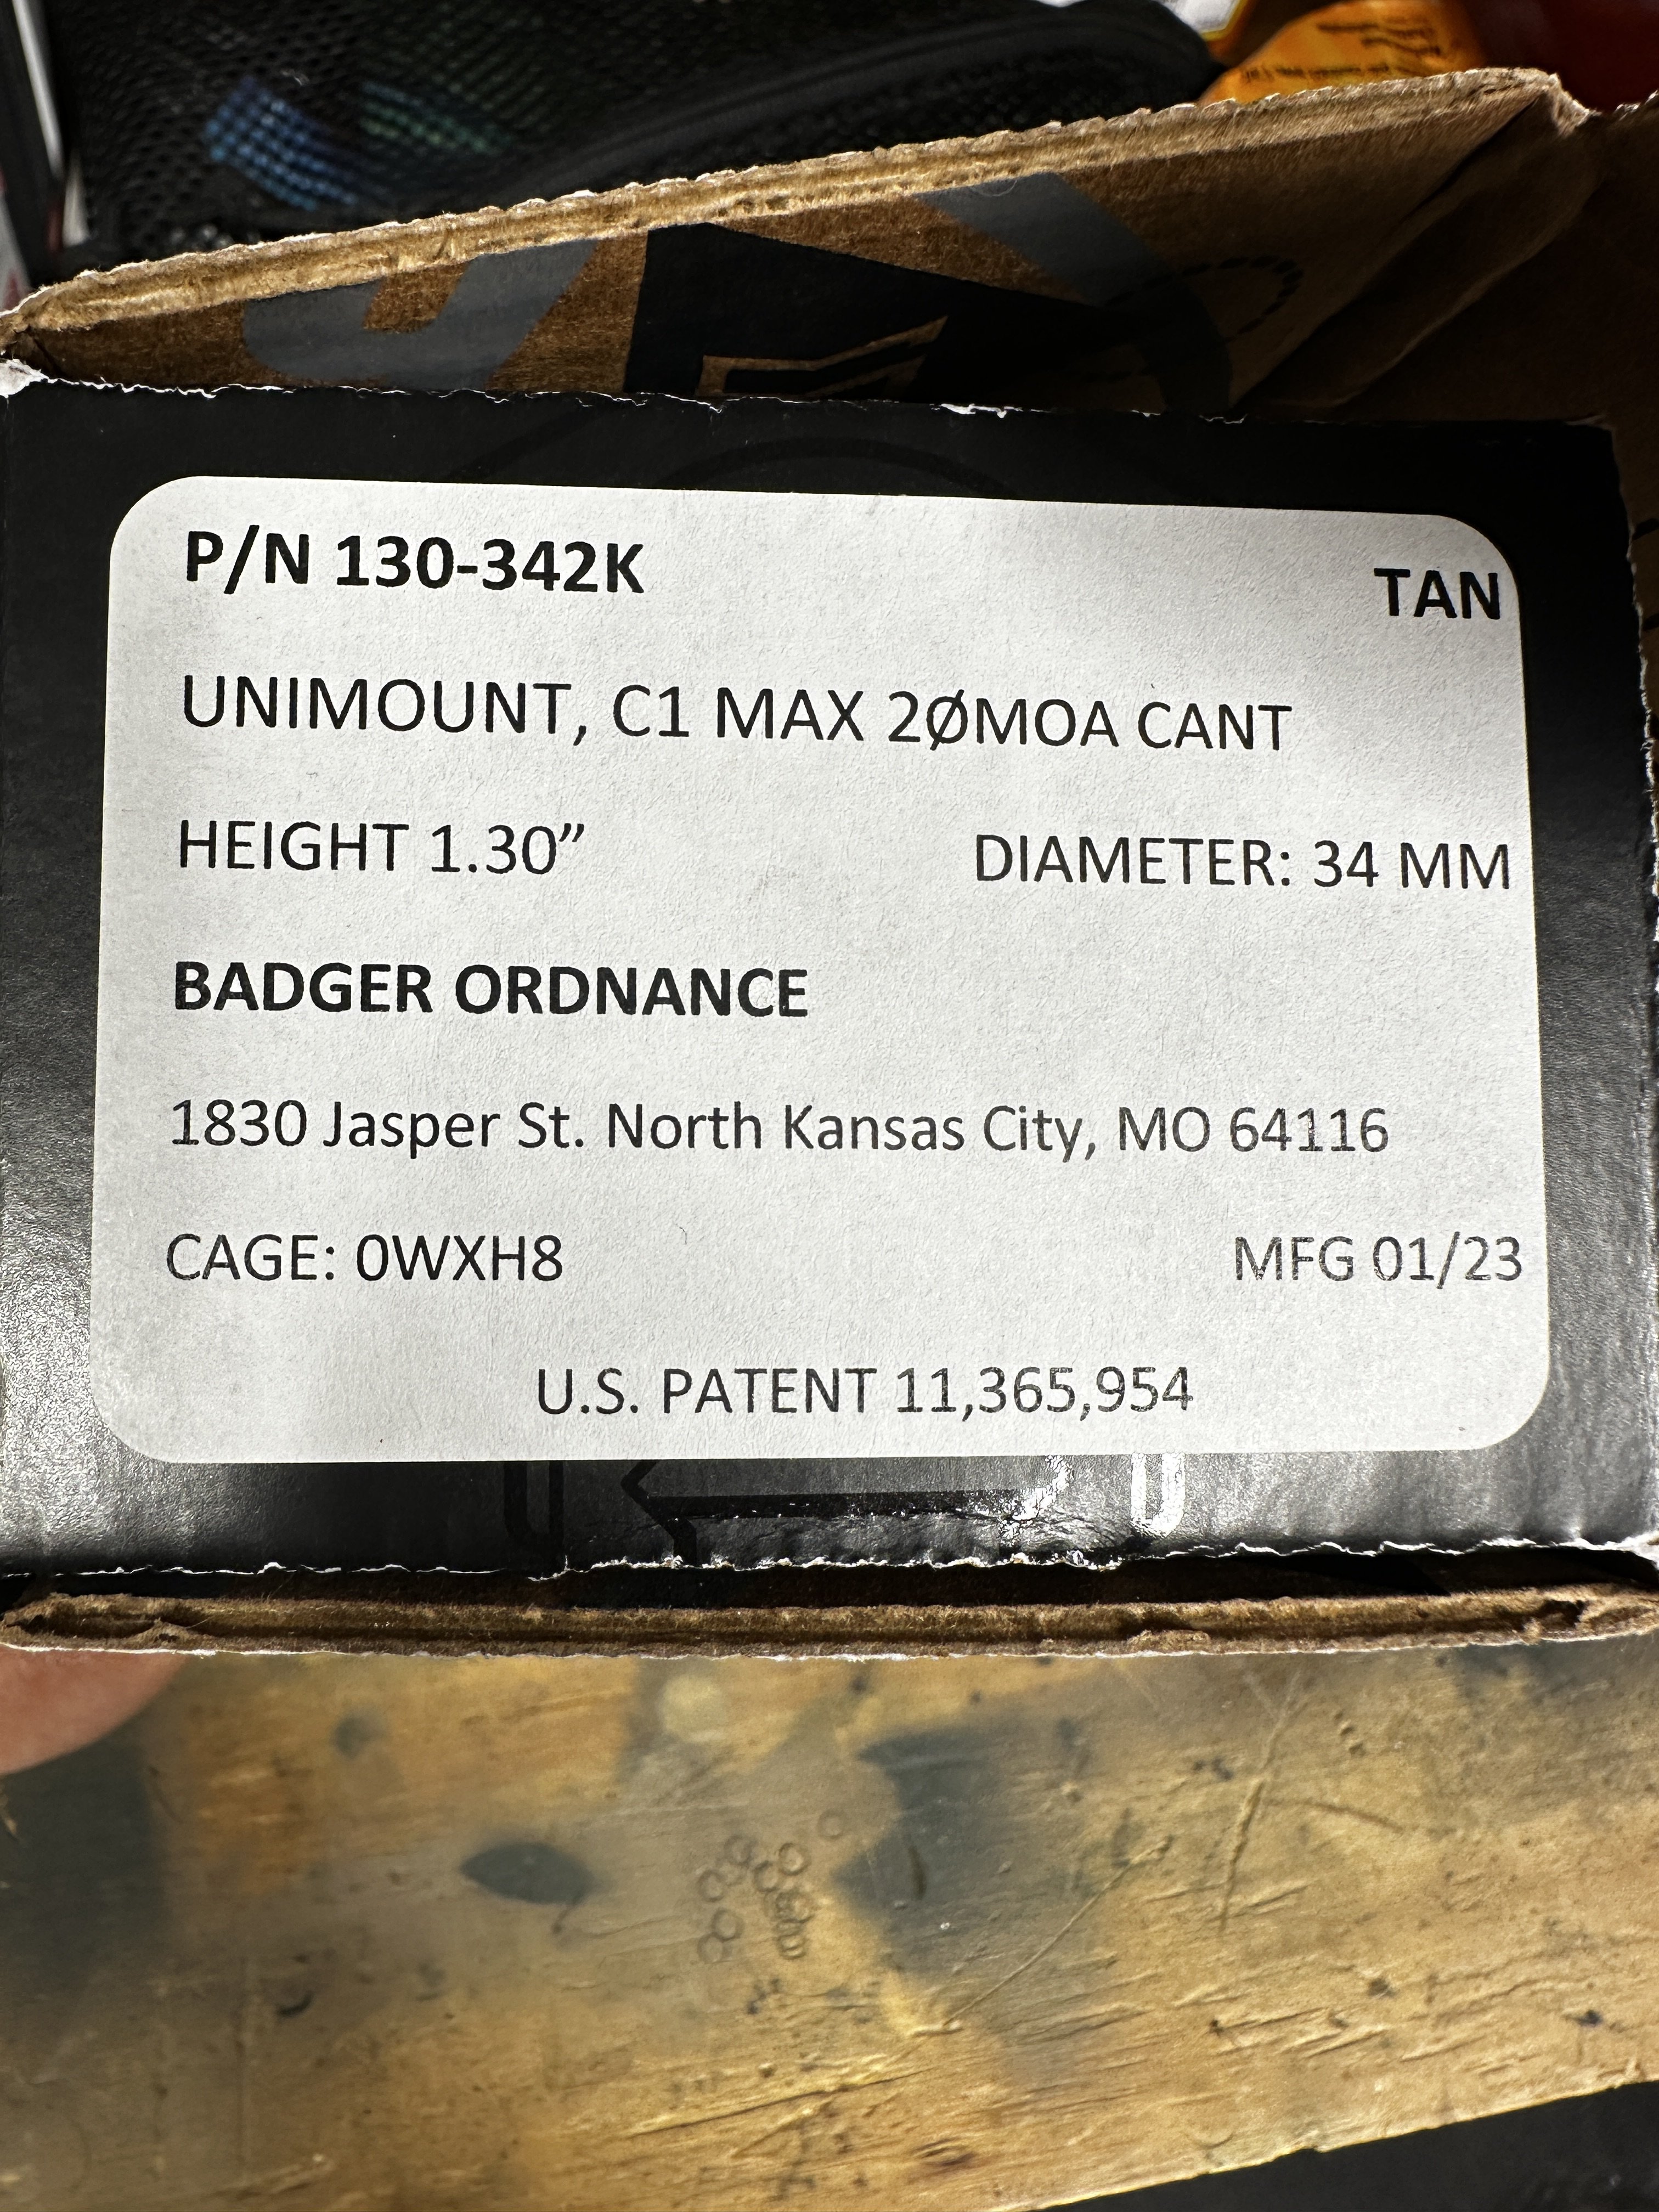 P/N 130-342K TAN
UNIMOUNT, C1 MAX 2ØMOA CANT
HEIGHT 1.30” DIAMETER: 34 MM
BADGER ORDNANCE
1830 Jasper St. North Kansas City, MO 64116
CAGE: 0WXH8 MFG 01/23
U.S. PATENT 11,365,954